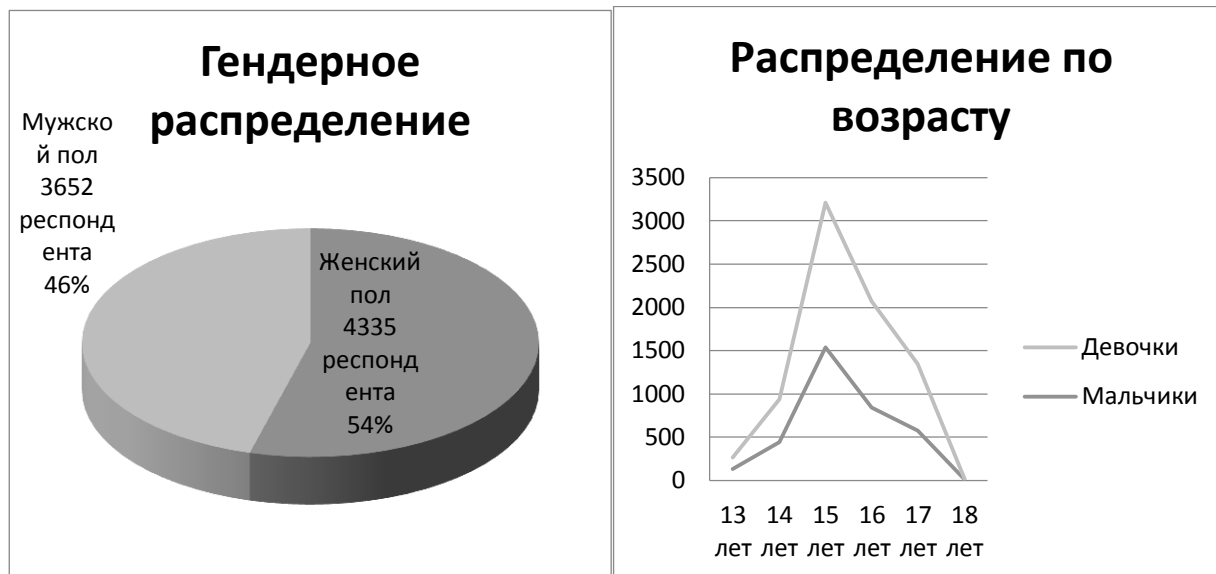 Гендерное
распределение
Мужско
й пол
3652
респонд
ента
46%
Женский
пол
4335
респонд
ента
54%
Распределение по
возрасту
3500
3000
2500
2000
1500
1000
500
0
13 14 15 16 17 18
лет лет лет лет лет лет
Девочки
Мальчики